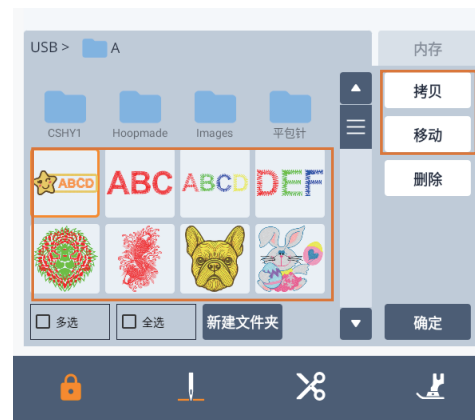 USB > A
内存
拷贝
CSHY1 Hoopmade Images 平包针
移动
ABCD ABC ABCD DEF
删除
多选 全选 新建文件夹 确定